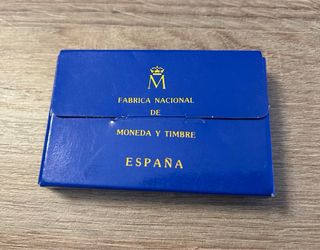 M
FABRICA NACIONAL
DE
MONEDA Y TIMBRE
ESPAÑA